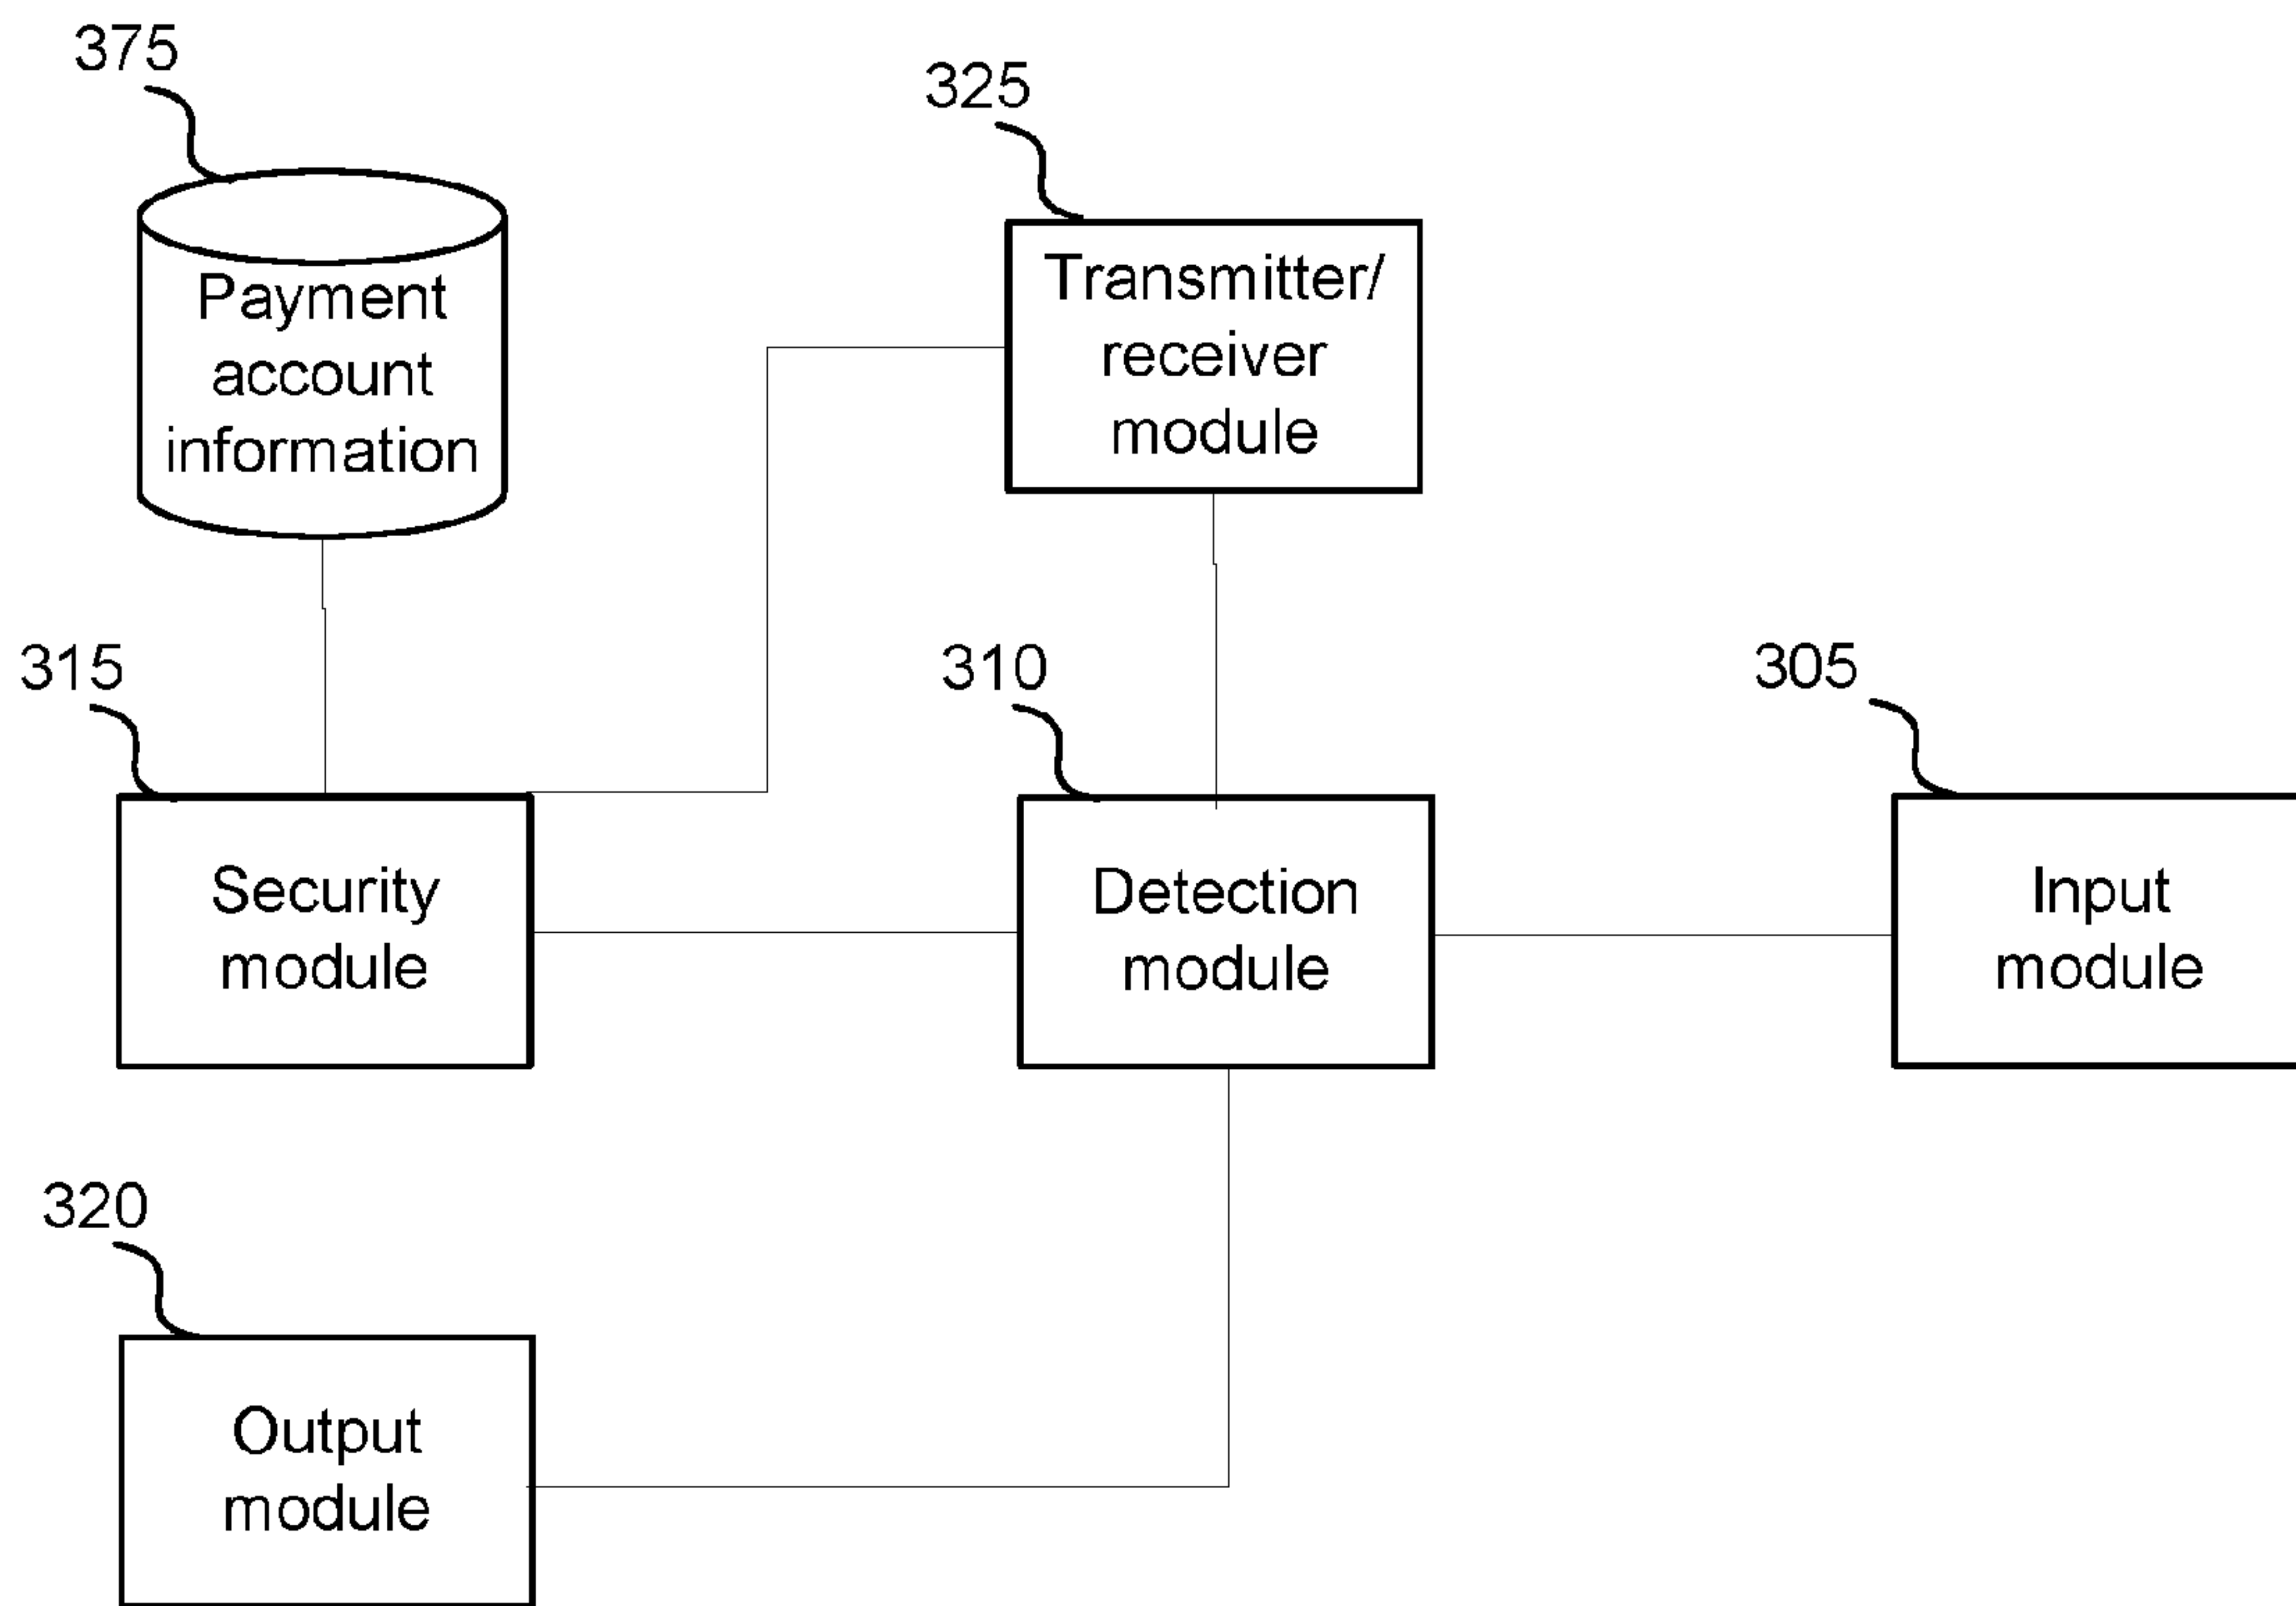 375
Payment
account
information
325
Transmitter/
receiver
module
315
Security
module
310
Detection
module
305
Input
module
320
Output
module